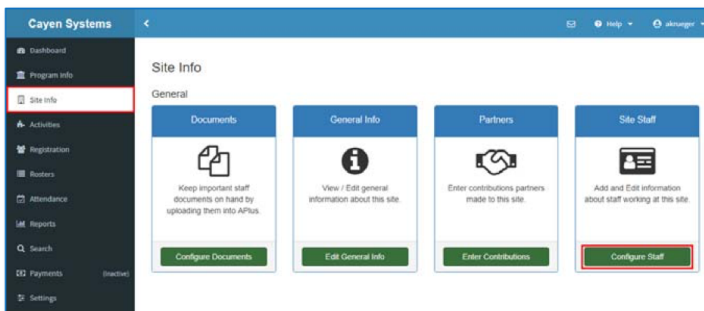 Cayen Systems
Help
akrueger
Dashboard
Program Info
Site Info
Activities
Registration
Rosters
Attendance
Reports
Search
Payments (Inactive)
Settings
Site Info
General
Documents
Keep important staff
documents on hand by
uploading them into APlus.
Configure Documents
General Info
View / Edit general
information about this site.
Edit General Info
Partners
Enter contributions partners
made to this site.
Enter Contributions
Site Staff
Add and Edit information
about staff working at this site.
Configure Staff